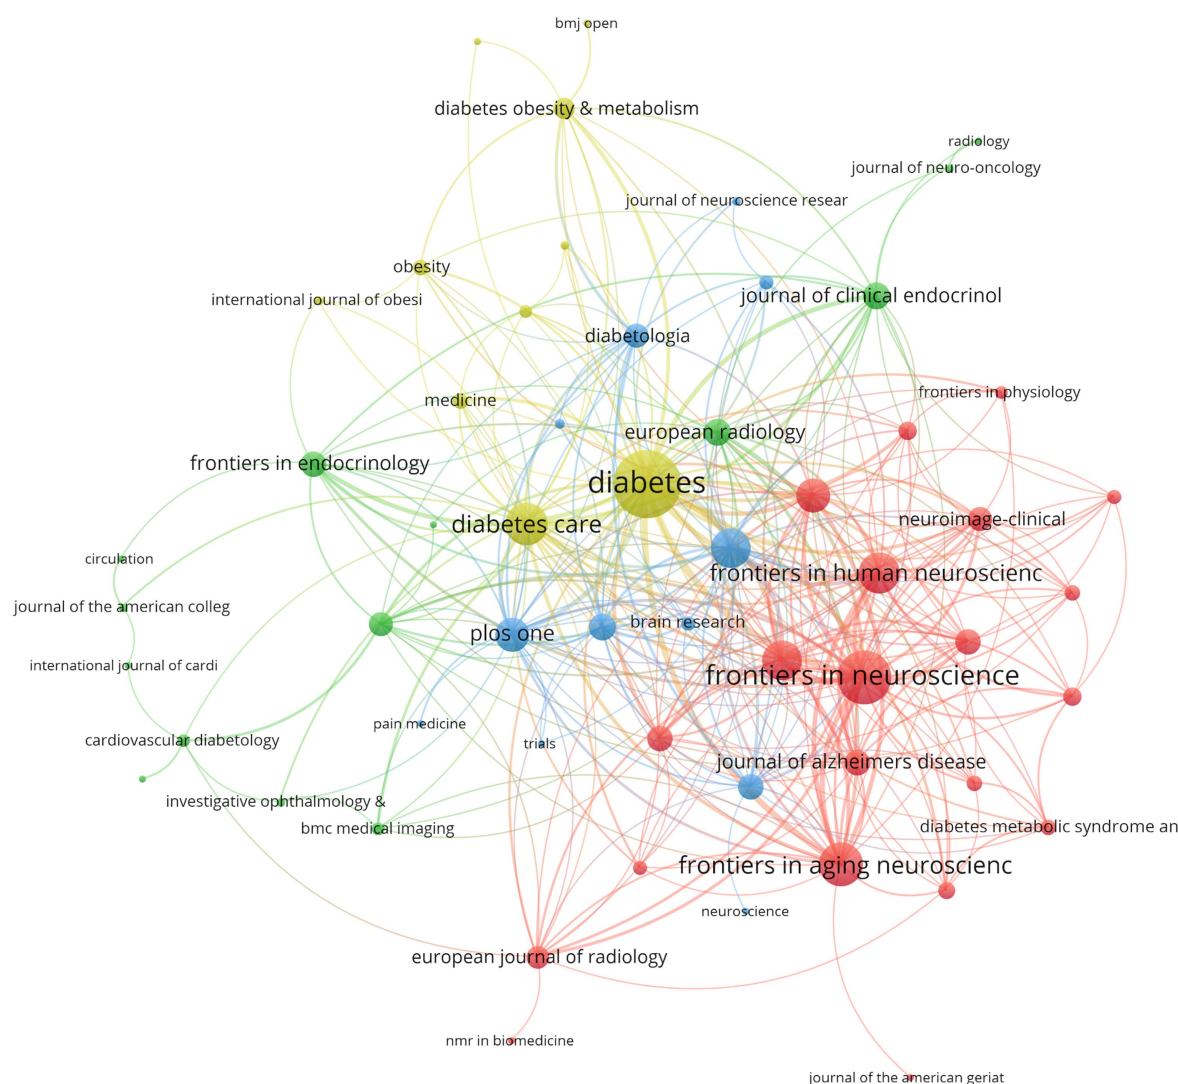 bmj open
diabetes obesity & metabolism
radiology
journal of neuro-oncology
journal of neuroscience resear
obesity
international journal of obesi
journal of clinical endocrinol
diabetologia
frontiers in physiology
medicine
european radiology
frontiers in endocrinology
diabetes
diabetes care
neuroimage-clinical
circulation
frontiers in human neuroscienc
journal of the american colleg
brain research
plos one
international journal of cardi
frontiers in neuroscience
pain medicine
cardiovascular diabetology
trials
journal of alzheimers disease
investigative ophthalmology &
bmc medical imaging
diabetes metabolic syndrome an
frontiers in aging neuroscienc
neuroscience
european journal of radiology
nmr in biomedicine
journal of the american geriat